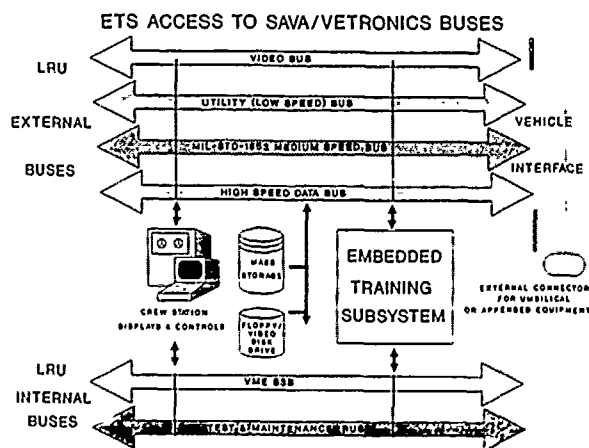 ETS ACCESS TO SAVA/VETRONICS BUSES
LRU
EXTERNAL
BUSES
VIDEO BUS
UTILITY (LOW SPEED) BUS
MIL-STD-1553 MEDIUM SPEED BUS
HIGH SPEED DATA BUS
VEHICLE
INTERFACE
CREW STATION
DISPLAYS & CONTROLS
MASS
STORAGE
FLOPPY/
VIDEO
DISK
DRIVE
EMBEDDED
TRAINING
SUBSYSTEM
EXTERNAL CONNECTOR
FOR UMBILICAL
OR APPENDED EQUIPMENT
LRU
INTERNAL
BUSES
VME SSB
TEST & MAINTENANCE BUS